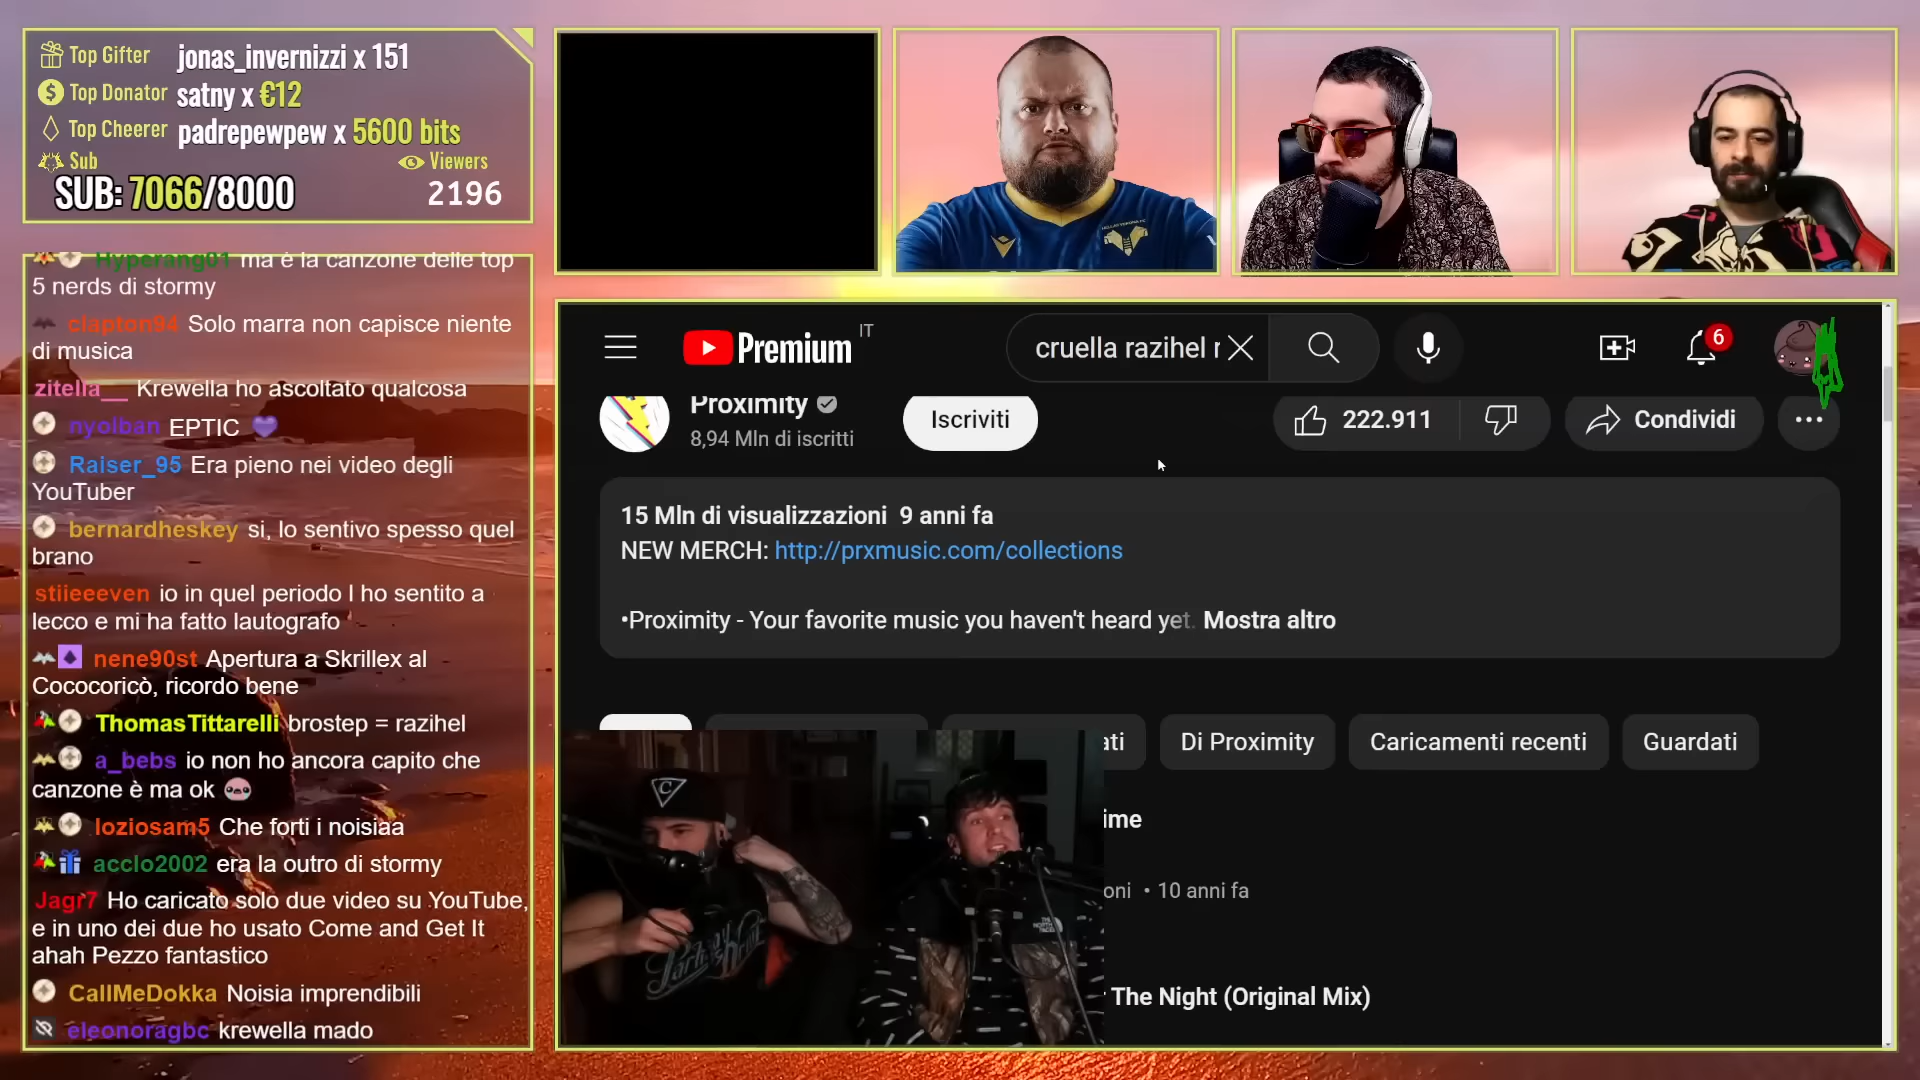 Top Gifter jonas_invernizzi x 151
Top Donator satny x €12
Top Cheerer padrepewpew x 5600 bits
Sub Viewers
SUB: 7066/8000 2196
Hyperang01 ma è la canzone delle top
5 nerds di stormy
clapton94 Solo marra non capisce niente
di musica
zitella__ Krewella ho ascoltato qualcosa
nyolban EPTIC
Raiser_95 Era pieno nei video degli
YouTuber
bernardheskey si, lo sentivo spesso quel
brano
stiieeeven io in quel periodo l ho sentito a
lecco e mi ha fatto lautografo
nene90st Apertura a Skrillex al
Cococoricò, ricordo bene
ThomasTittarelli brostep = razihel
a_bebs io non ho ancora capito che
canzone è ma ok
loziosam5 Che forti i noisiaa
acclo2002 era la outro di stormy
Jagr7 Ho caricato solo due video su YouTube,
e in uno dei due ho usato Come and Get It
ahah Pezzo fantastico
CallMeDokka Noisia imprendibili
eleonoragbc krewella mado
Premium IT
cruella razihel r
6
Proximity
8,94 Mln di iscritti
Iscriviti
222.911
Condividi
15 Mln di visualizzazioni 9 anni fa
NEW MERCH: http://prxmusic.com/collections
•Proximity - Your favorite music you haven't heard yet. Mostra altro
ati
Di Proximity
Caricamenti recenti
Guardati
ime
oni • 10 anni fa
The Night (Original Mix)
C
THE NORTH FACE